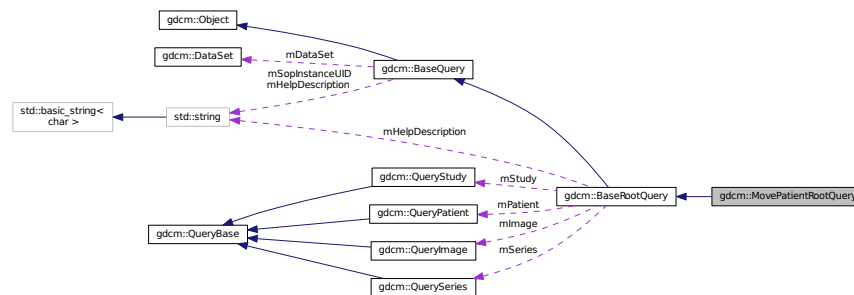 gdcm::Object
gdcm::DataSet
mDataSet
gdcm::BaseQuery
mSopInstanceUID
mHelpDescription
std::basic_string<
char >
std::string
mHelpDescription
gdcm::QueryStudy
mStudy
gdcm::BaseRootQuery
gdcm::MovePatientRootQuery
gdcm::QueryPatient
mPatient
mImage
gdcm::QueryBase
gdcm::QueryImage
mSeries
gdcm::QuerySeries